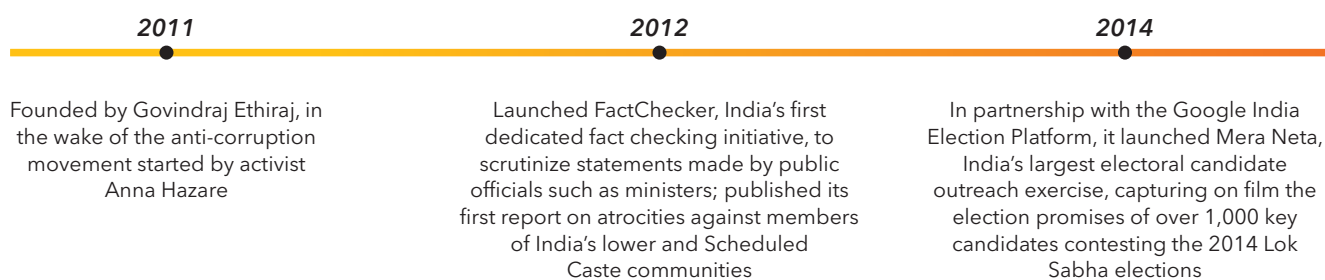 2011
Founded by Govindraj Ethiraj, in
the wake of the anti-corruption
movement started by activist
Anna Hazare
2012
Launched FactChecker, India's first
dedicated fact checking initiative, to
scrutinize statements made by public
officials such as ministers; published its
first report on atrocities against members
of India's lower and Scheduled
Caste communities
2014
In partnership with the Google India
Election Platform, it launched Mera Neta,
India's largest electoral candidate
outreach exercise, capturing on film the
election promises of over 1,000 key
candidates contesting the 2014 Lok
Sabha elections